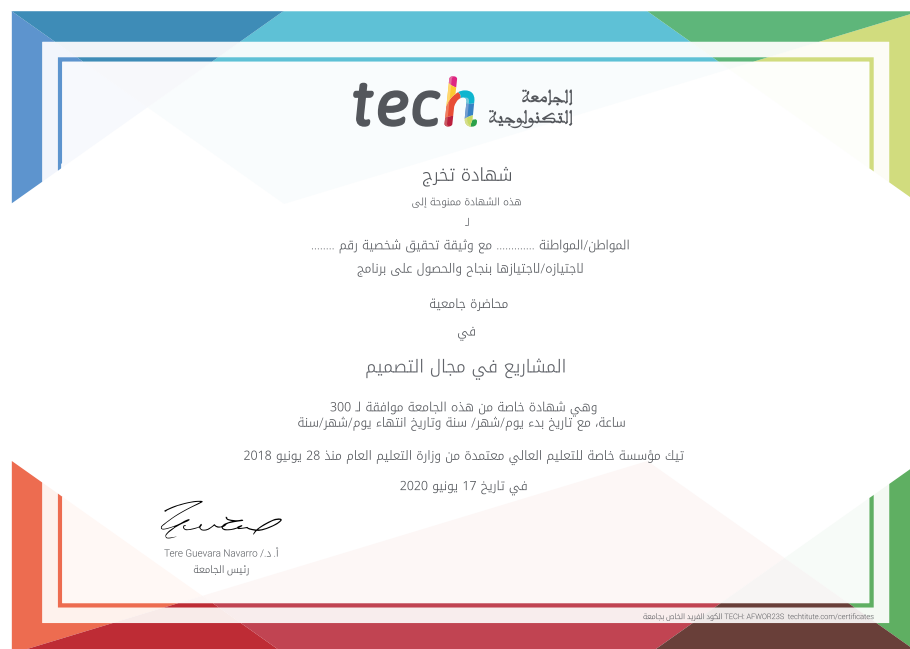 tech الجامعة
التكنولوجية
شهادة تخرج
هذه الشهادة ممنوحة إلى
لـ
المواطن/المواطنة ............. مع وثيقة تحقيق شخصية رقم ........
لاجتيازه/لاجتيازها بنجاح والحصول على برنامج
محاضرة جامعية
في
المشاريع في مجال التصميم
وهي شهادة خاصة من هذه الجامعة موافقة لـ 300
ساعة، مع تاريخ بدء يوم/شهر/ سنة وتاريخ انتهاء يوم/شهر/سنة
تيك مؤسسة خاصة للتعليم العالي معتمدة من وزارة التعليم العام منذ 28 يونيو 2018
في تاريخ 17 يونيو 2020
أ. د./ Tere Guevara Navarro
رئيس الجامعة
الكود الفريد الخاص بجامعة TECH: AFWOR23S techtitute.com/certificates